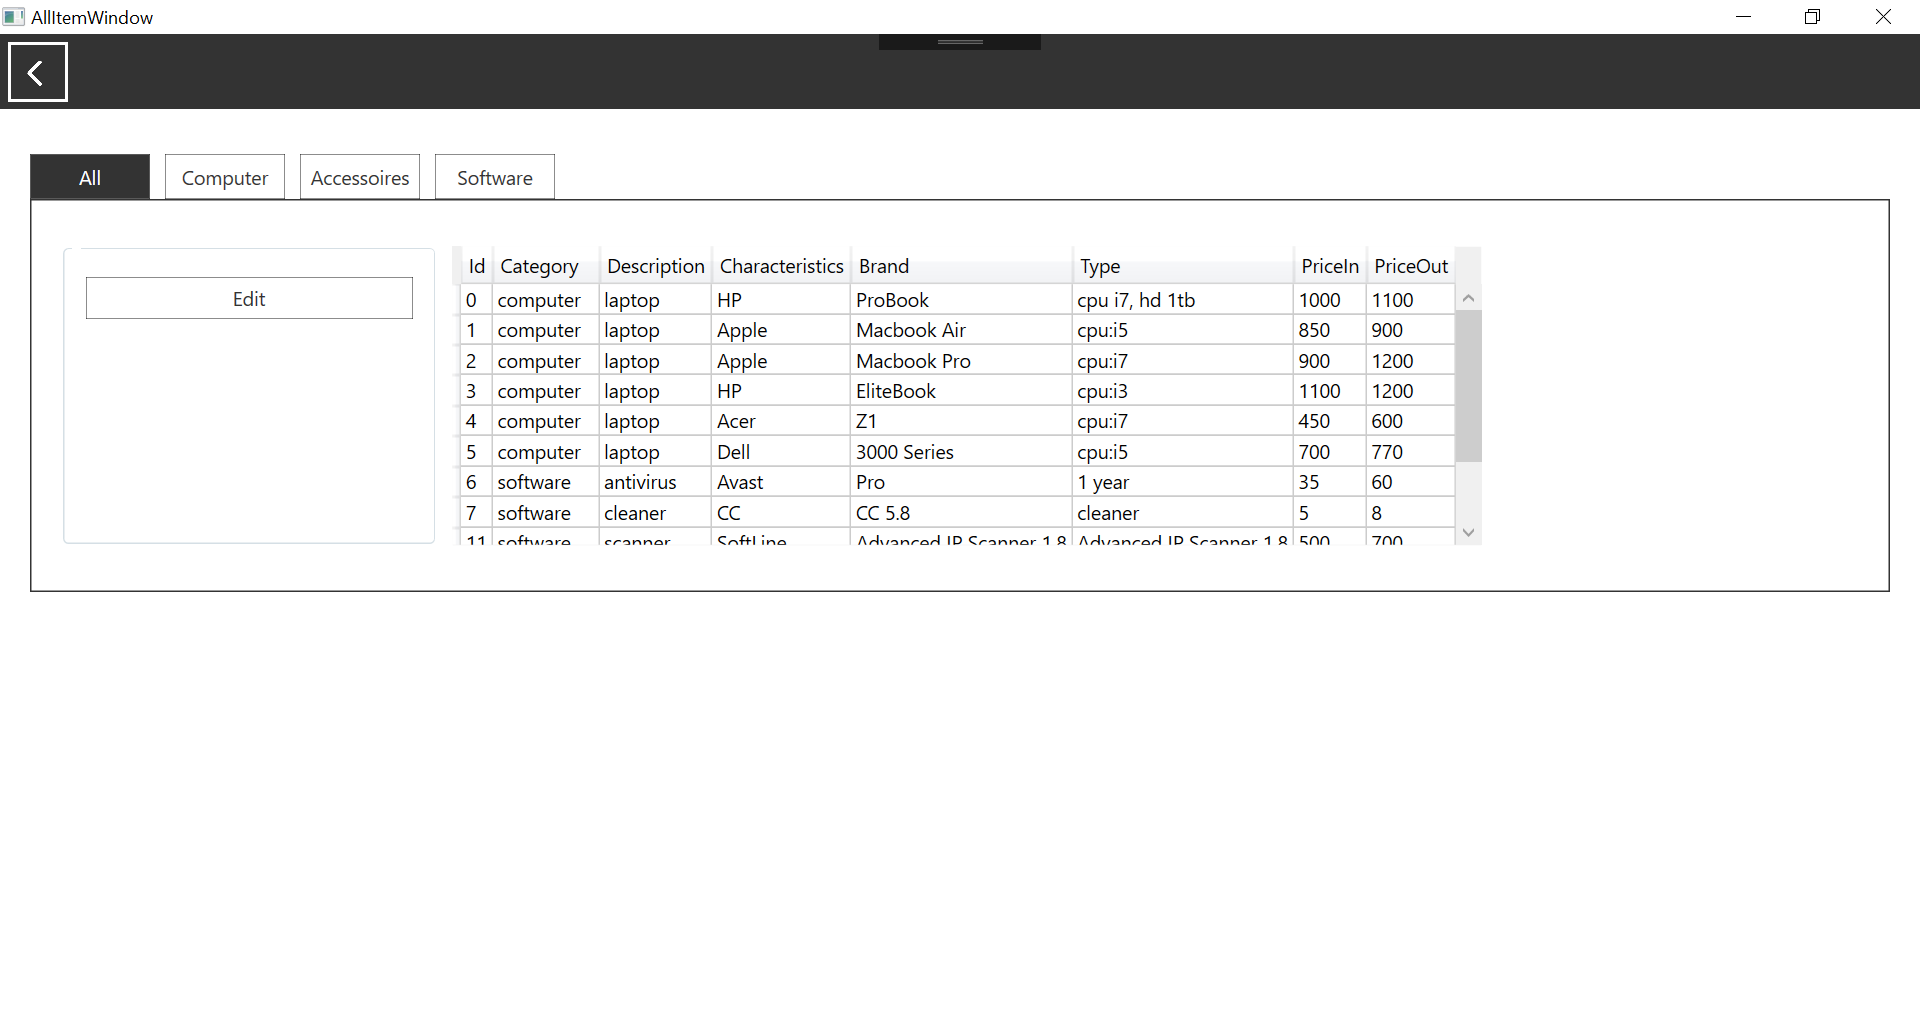 AllItemWindow
All Computer Accessoires Software
Edit
Id Category Description Characteristics Brand Type PriceIn PriceOut
0 computer laptop HP ProBook cpu i7, hd 1tb 1000 1100
1 computer laptop Apple Macbook Air cpu:i5 850 900
2 computer laptop Apple Macbook Pro cpu:i7 900 1200
3 computer laptop HP EliteBook cpu:i3 1100 1200
4 computer laptop Acer Z1 cpu:i7 450 600
5 computer laptop Dell 3000 Series cpu:i5 700 770
6 software antivirus Avast Pro 1 year 35 60
7 software cleaner CC CC 5.8 cleaner 5 8
11 software scanner SoftLine Advanced IP Scanner 1.8 Advanced IP Scanner 1.8 500 700